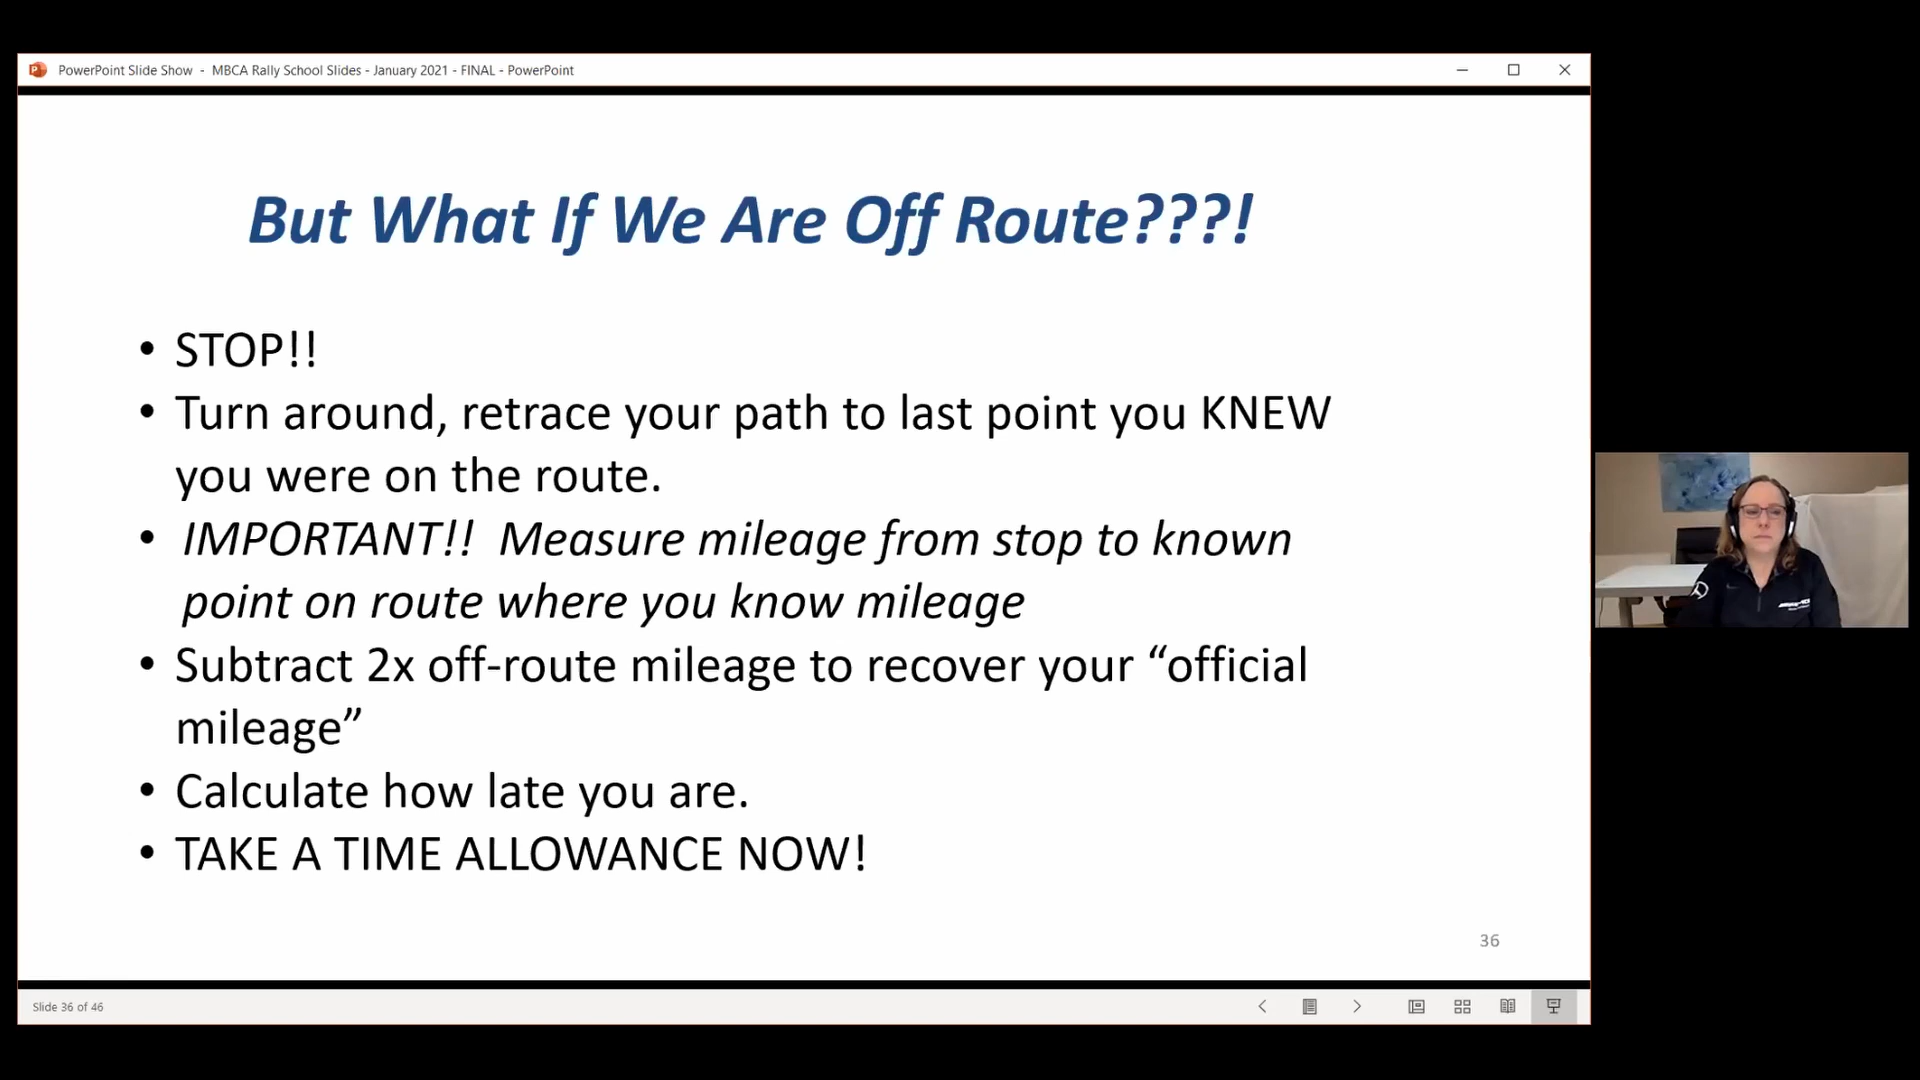 PowerPoint Slide Show - MBCA Rally School Slides - January 2021 - FINAL - PowerPoint
But What If We Are Off Route???!
• STOP!!
• Turn around, retrace your path to last point you KNEW
you were on the route.
• IMPORTANT!! Measure mileage from stop to known
point on route where you know mileage
• Subtract 2x off-route mileage to recover your “official
mileage”
• Calculate how late you are.
• TAKE A TIME ALLOWANCE NOW!
36
Slide 36 of 46